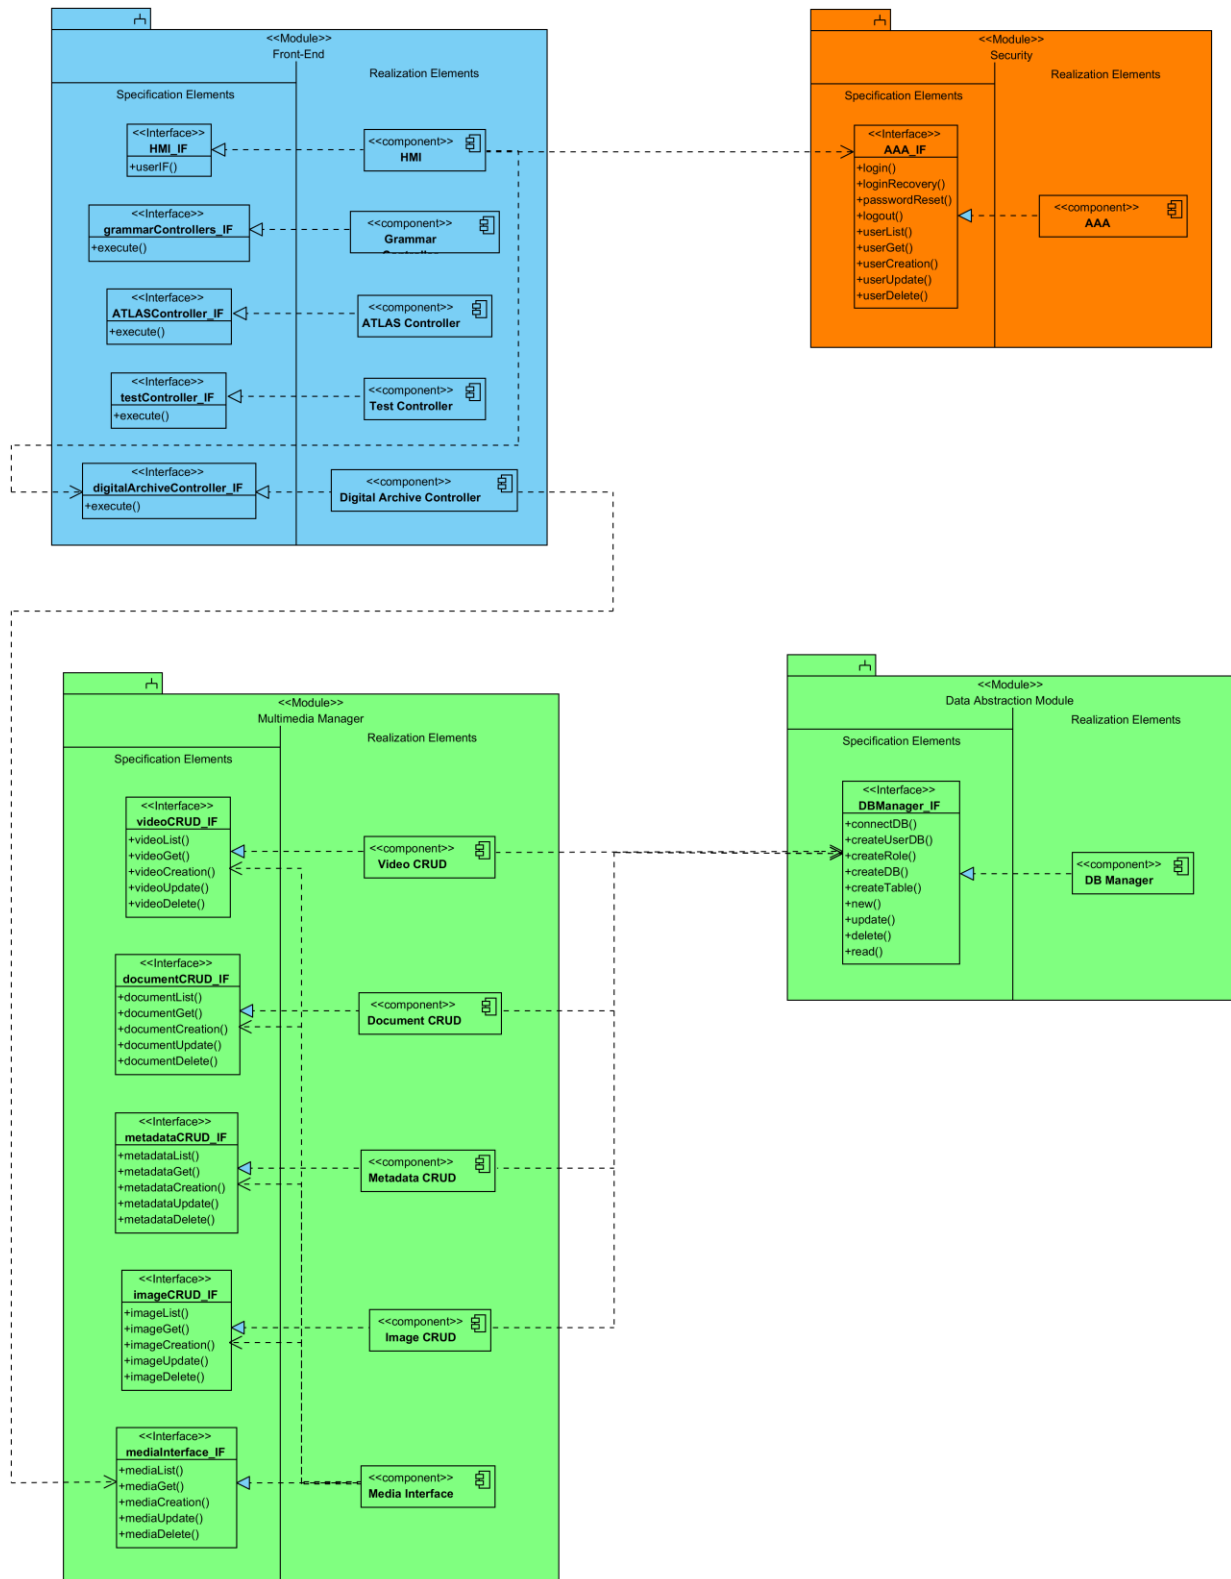 <<Module>>
Front-End
Realization Elements
Specification Elements
<<Interface>>
HMI_IF
+userIF()
<<component>>
HMI
<<Interface>>
grammarControllers_IF
+execute()
<<component>>
Grammar
<<Interface>>
ATLASController_IF
+execute()
<<component>>
ATLAS Controller
<<Interface>>
testController_IF
+execute()
<<component>>
Test Controller
<<Interface>>
digitalArchiveController_IF
+execute()
<<component>>
Digital Archive Controller
<<Module>>
Security
Realization Elements
Specification Elements
<<Interface>>
AAA_IF
+login()
+loginRecovery()
+passwordReset()
+logout()
+userList()
+userGet()
+userCreation()
+userUpdate()
+userDelete()
<<component>>
AAA
<<Module>>
Multimedia Manager
Realization Elements
Specification Elements
<<Interface>>
videoCRUD_IF
+videoList()
+videoGet()
+videoCreation()
+videoUpdate()
+videoDelete()
<<component>>
Video CRUD
<<Interface>>
documentCRUD_IF
+documentList()
+documentGet()
+documentCreation()
+documentUpdate()
+documentDelete()
<<component>>
Document CRUD
<<Interface>>
metadataCRUD_IF
+metadataList()
+metadataGet()
+metadataCreation()
+metadataUpdate()
+metadataDelete()
<<component>>
Metadata CRUD
<<Interface>>
imageCRUD_IF
+imageList()
+imageGet()
+imageCreation()
+imageUpdate()
+imageDelete()
<<component>>
Image CRUD
<<Interface>>
mediaInterface_IF
+mediaList()
+mediaGet()
+mediaCreation()
+mediaUpdate()
+mediaDelete()
<<component>>
Media Interface
<<Module>>
Data Abstraction Module
Realization Elements
Specification Elements
<<Interface>>
DBManager_IF
+connectDB()
+createUserDB()
+createRole()
+createDB()
+createTable()
+new()
+update()
+delete()
+read()
<<component>>
DB Manager